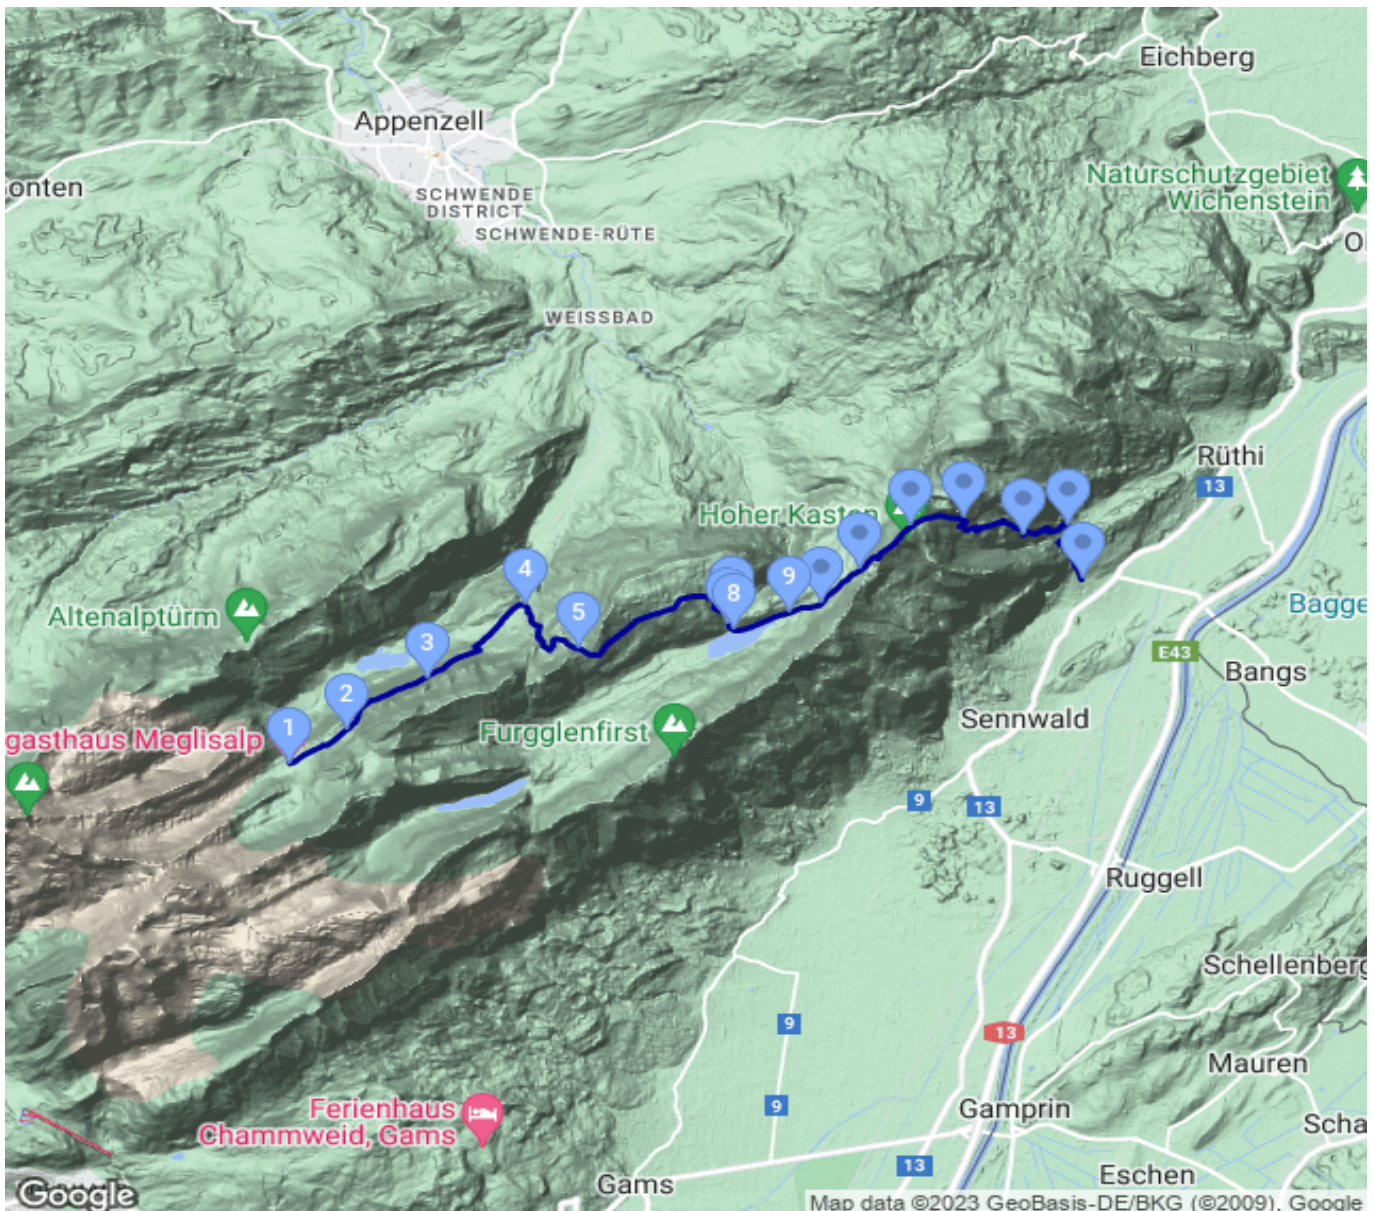 Eichberg
Appenzell
onten
Naturschutzgebiet
Wichenstein
SCHWENDE
DISTRICT
SCHWENDE-RÜTE
WEISSBAD
Rüthi
13
Hoher Kasten
4
9
8
5
Altenalptürm
3
Bagge
E43
Bangs
2
1
gasthaus Meglisalp
Furgglenfirst
Sennwald
9
13
Ruggell
Schellenberg
9
13
Mauren
9
Ferienhaus
Chammweid, Gams
Gamprin
Scha
13
Eschen
Gams
Google
Map data ©2023 GeoBasis-DE/BKG (©2009), Google